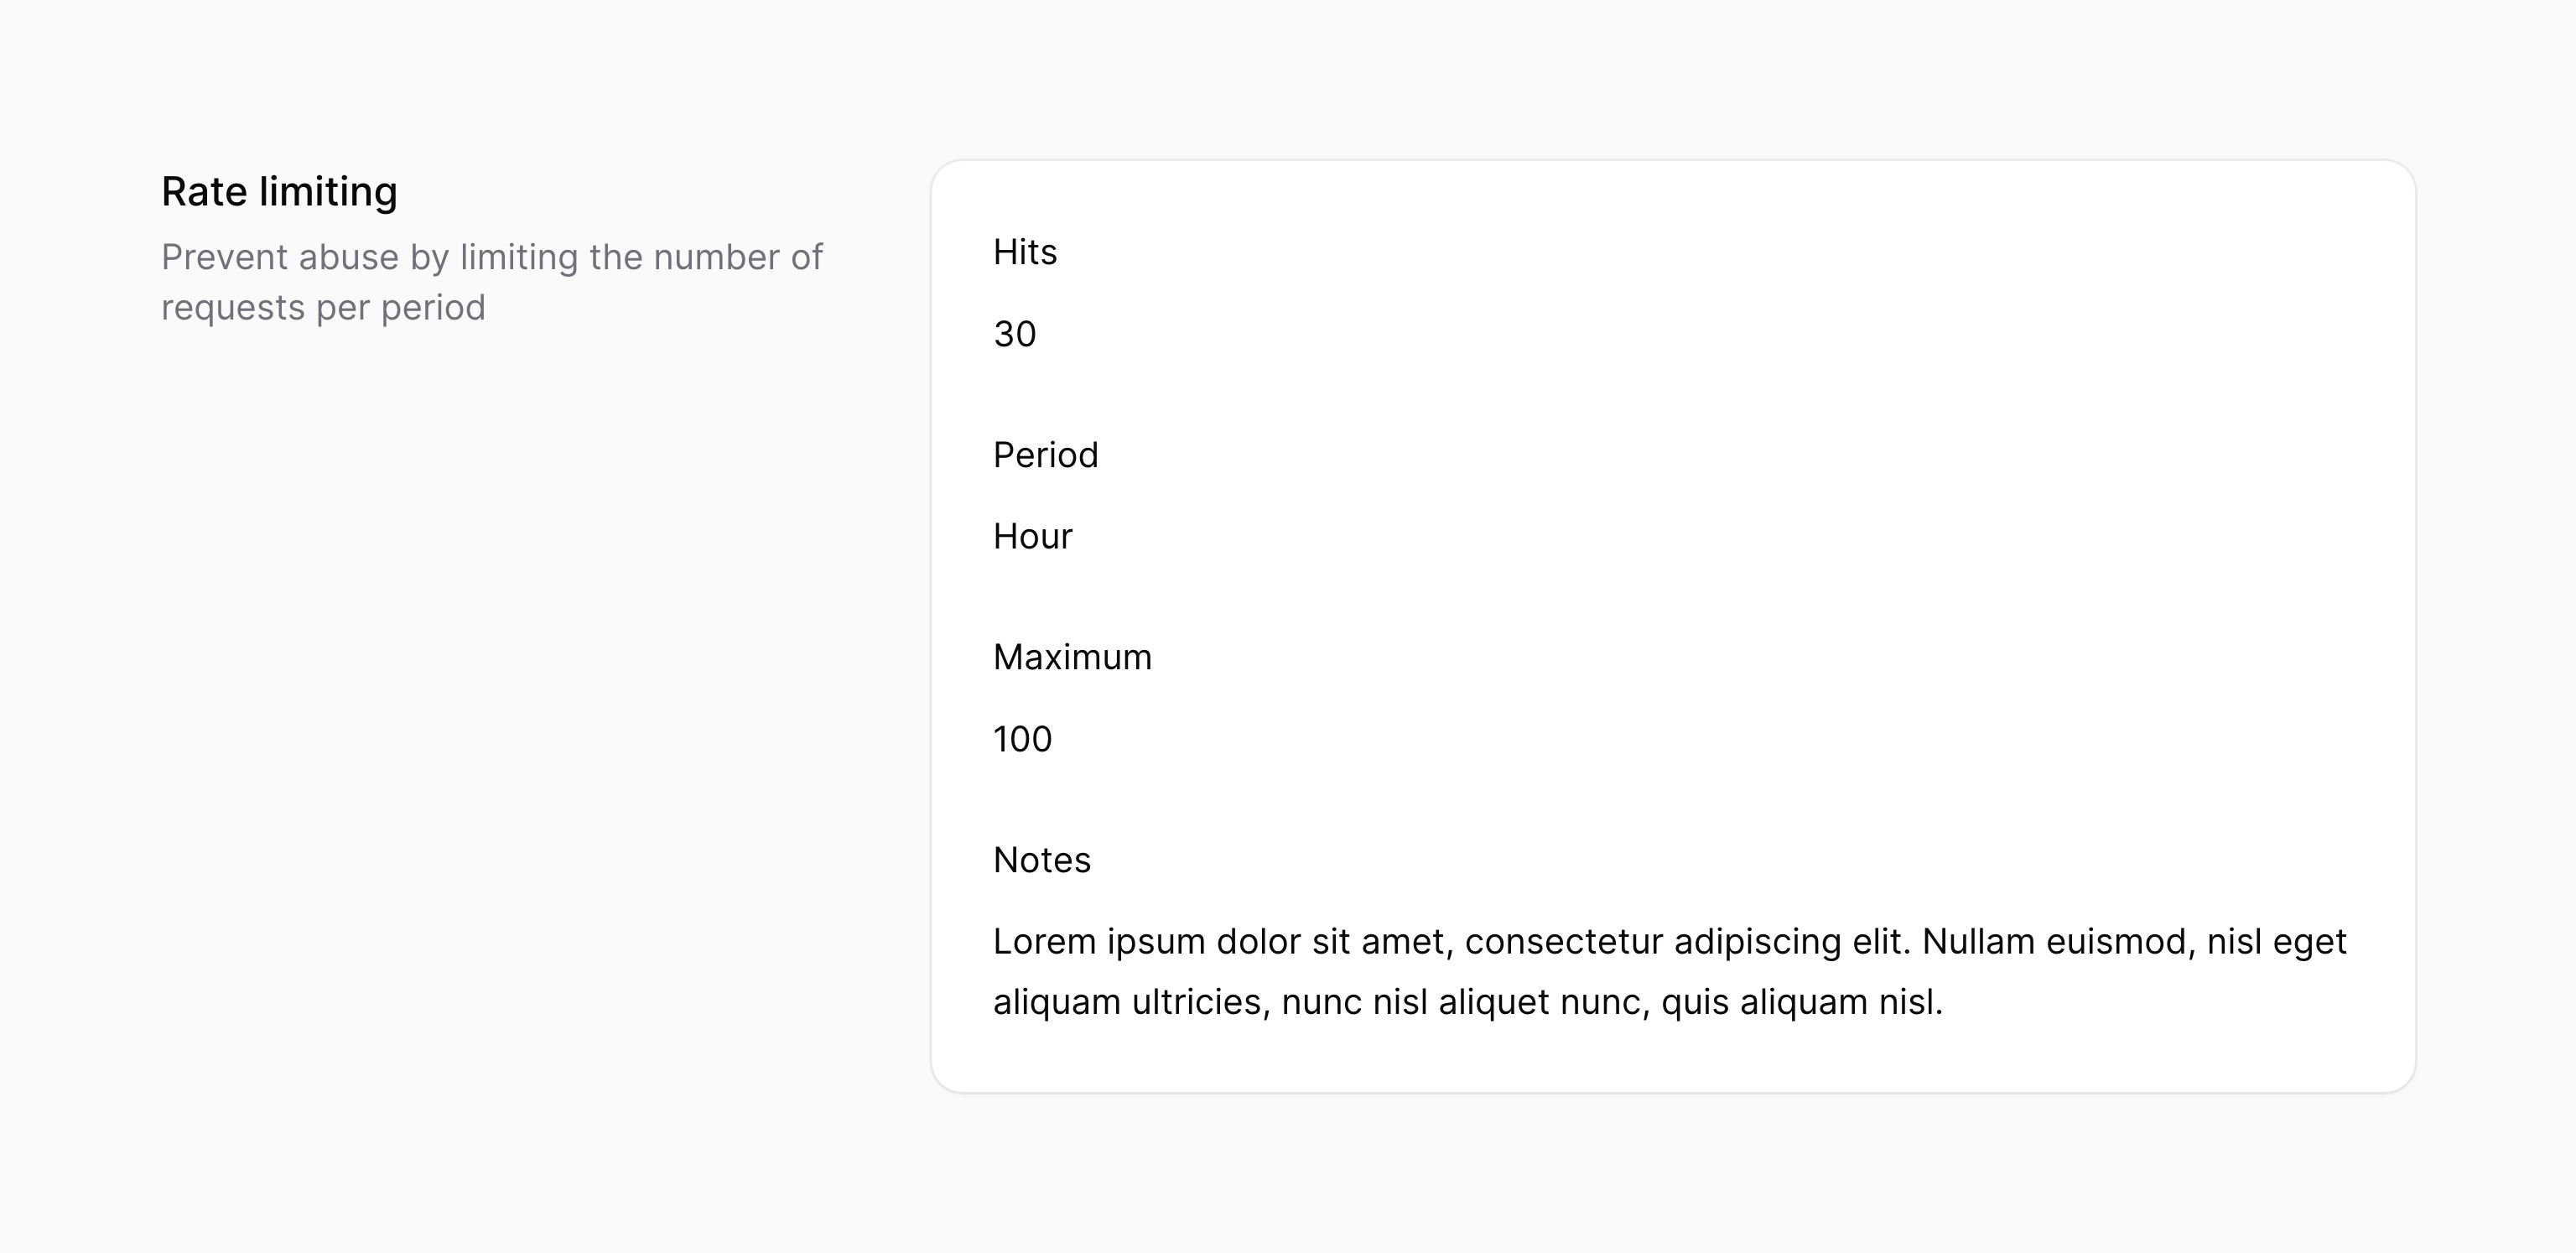 Rate limiting
Prevent abuse by limiting the number of
requests per period
Hits
30
Period
Hour
Maximum
100
Notes
Lorem ipsum dolor sit amet, consectetur adipiscing elit. Nullam euismod, nisl eget
aliquam ultricies, nunc nisl aliquet nunc, quis aliquam nisl.